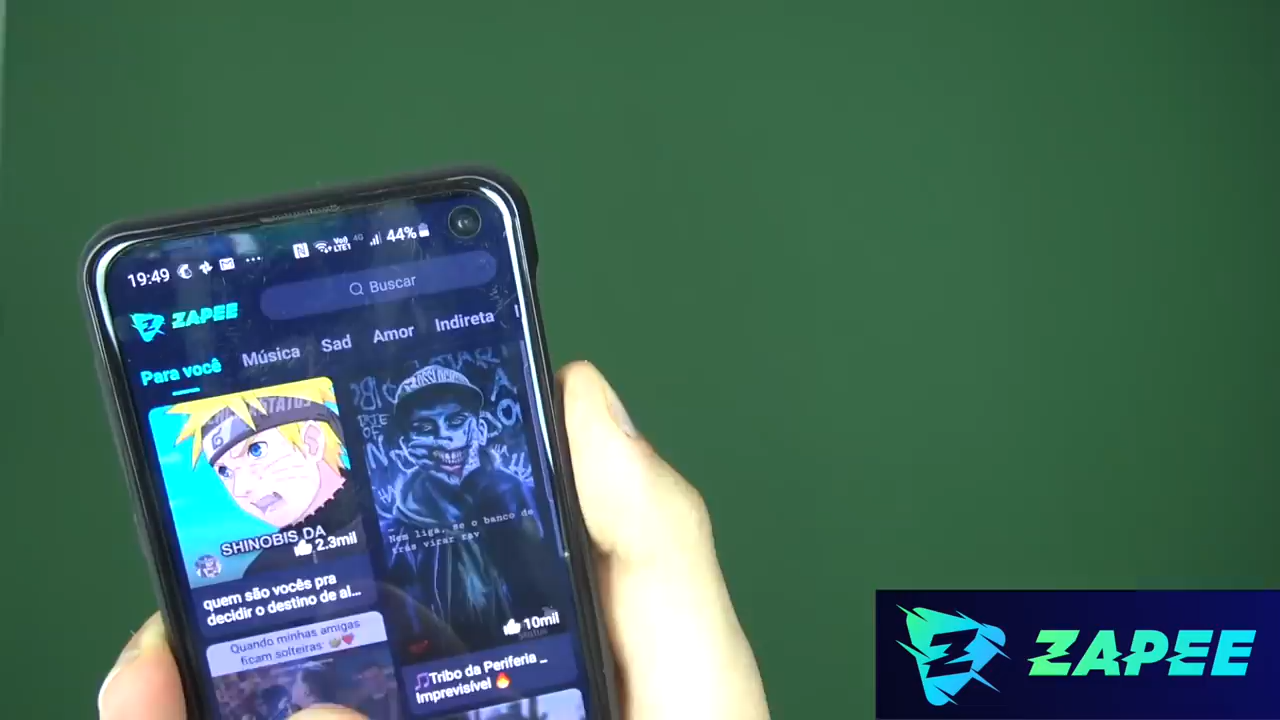 19:49
44%
ZAPEE
Buscar
Para você
Música
Sad
Amor
Indireta
SHINOBIS DA
2.3mil
quem são vocês pra
decidir o destino de al...
Nem liga, se o banco de
trás virar rav
10mil
🎵Tribo da Periferia _
Imprevisível 🔥
Quando minhas amigas
ficam solteiras:
ZAPEE